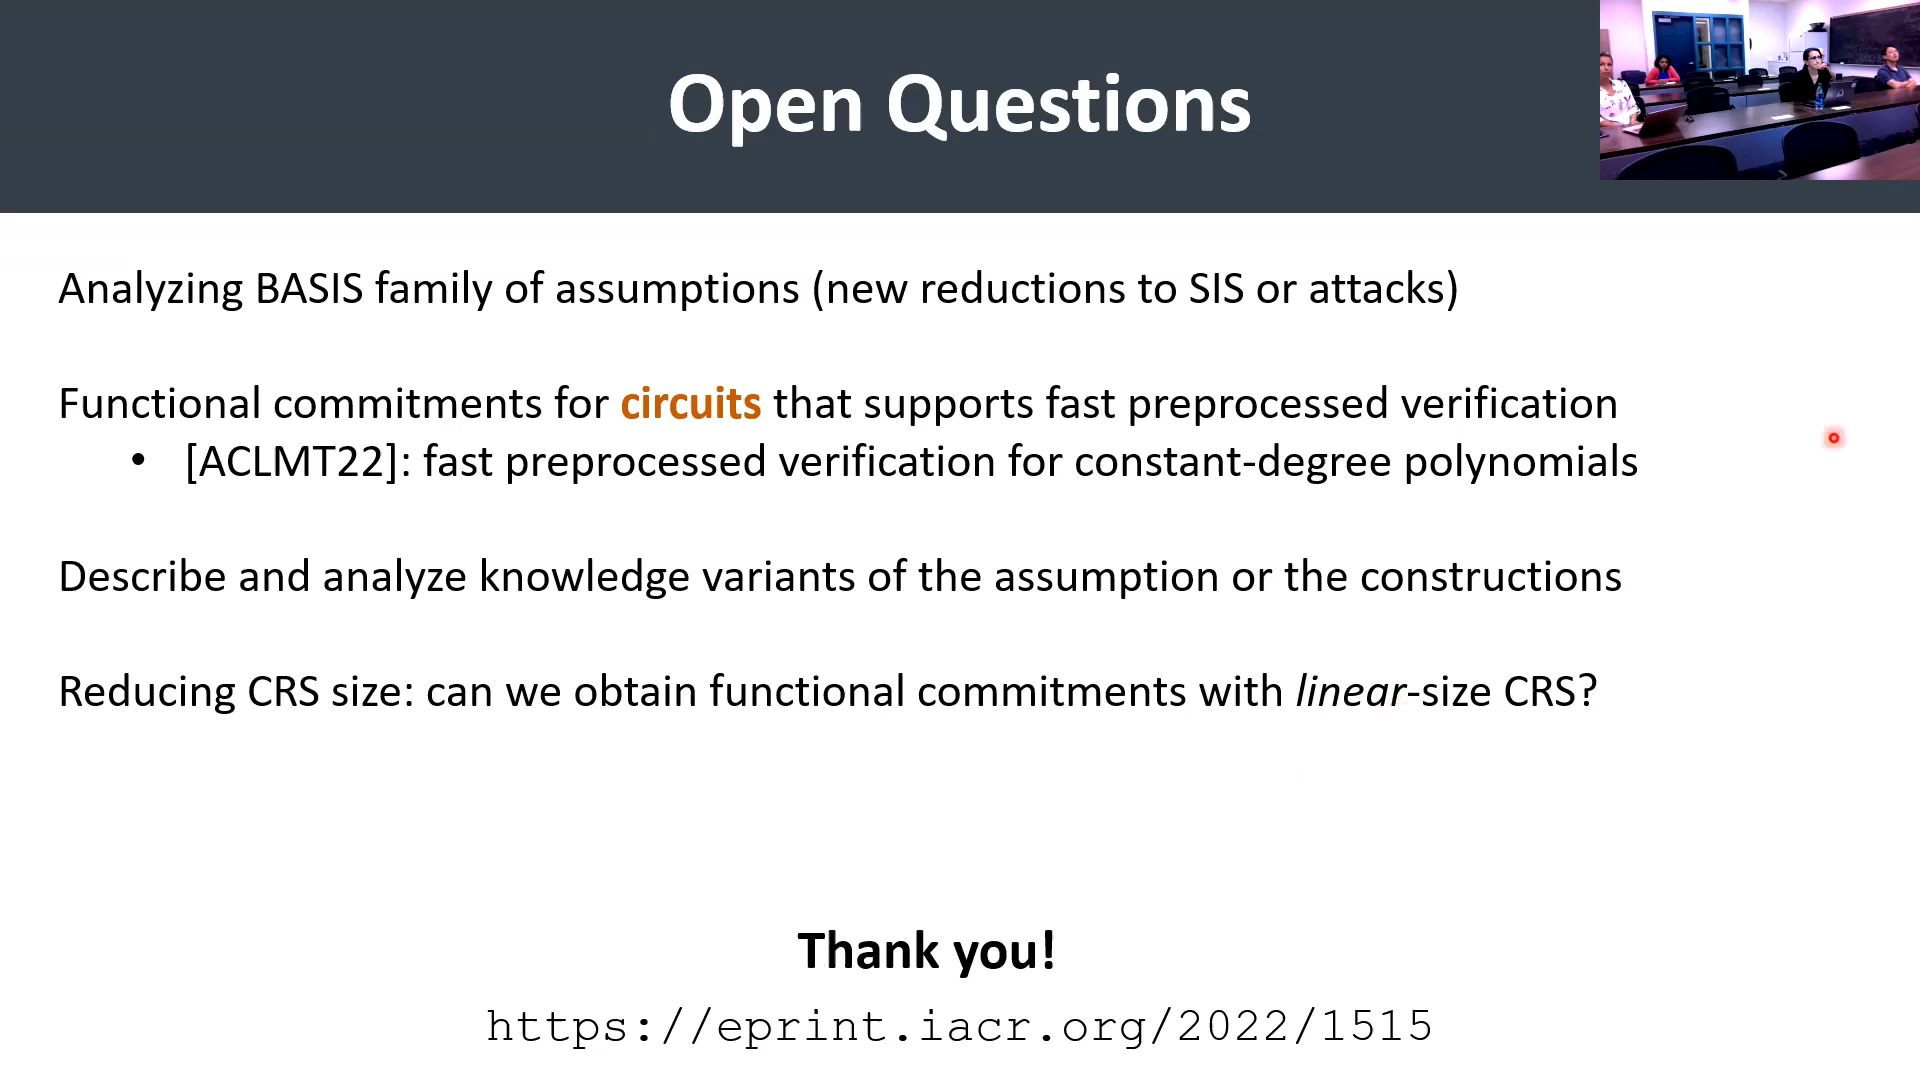 Open Questions
Analyzing BASIS family of assumptions (new reductions to SIS or attacks)
Functional commitments for circuits that supports fast preprocessed verification
• [ACLMT22]: fast preprocessed verification for constant-degree polynomials
Describe and analyze knowledge variants of the assumption or the constructions
Reducing CRS size: can we obtain functional commitments with linear-size CRS?
Thank you!
https://eprint.iacr.org/2022/1515